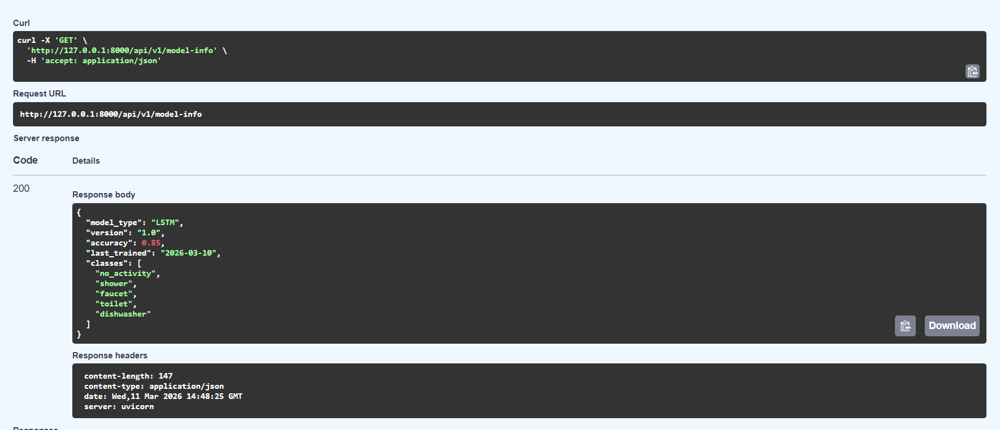 Curl
curl -X 'GET' \
  'http://127.0.0.1:8000/api/v1/model-info' \
  -H 'accept: application/json'
Request URL
http://127.0.0.1:8000/api/v1/model-info
Server response
Code Details
200
Response body
{
  "model_type": "LSTM",
  "version": "1.0",
  "accuracy": 0.85,
  "last_trained": "2026-03-10",
  "classes": [
    "no_activity",
    "shower",
    "faucet",
    "toilet",
    "dishwasher"
  ]
}
Download
Response headers
content-length: 147
content-type: application/json
date: Wed,11 Mar 2026 14:48:25 GMT
server: uvicorn
Responses